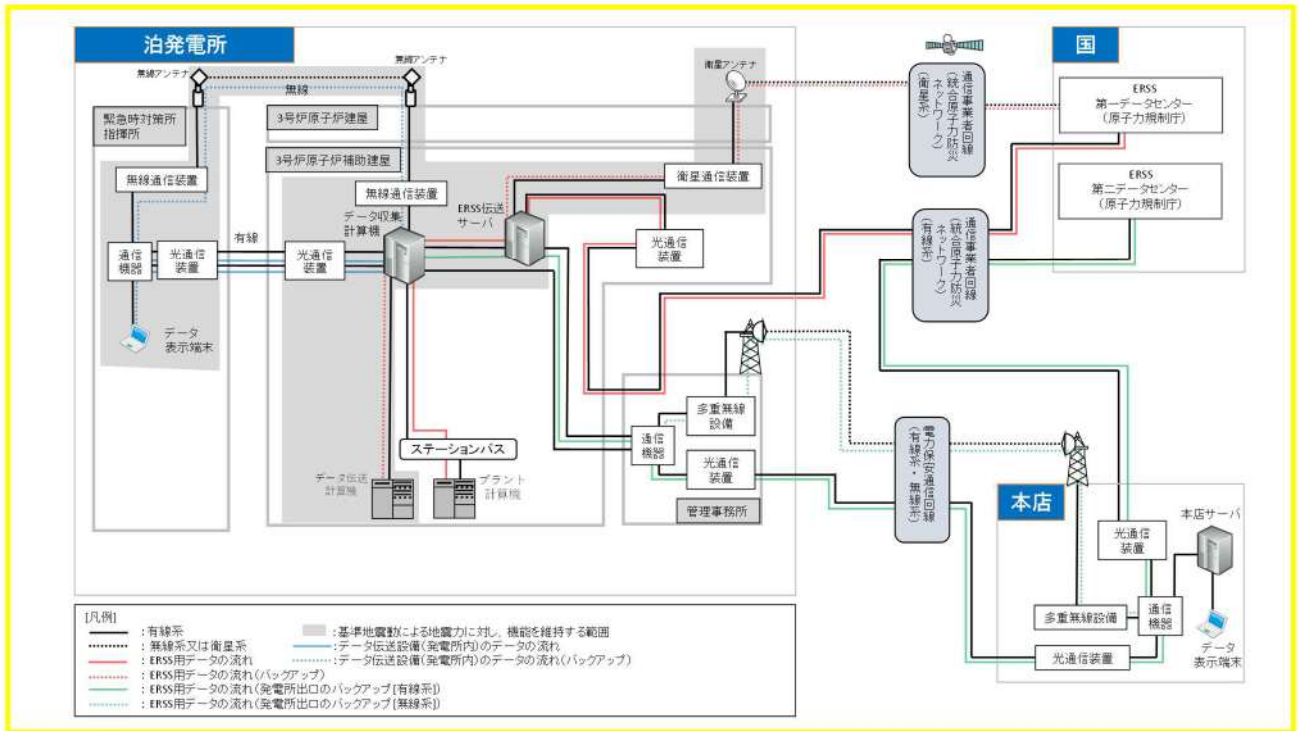 泊発電所
無線アンテナ
無線アンテナ
無線
衛星アンテナ
緊急時対策所
指揮所
3号炉原子炉建屋
3号炉原子炉補助建屋
無線通信装置
無線通信装置
衛星通信装置
データ収集
計算機
ERSS伝送
サーバ
有線
通信
機器
光通信
装置
光通信
装置
光通信
装置
データ
表示端末
ステーションバス
データ伝送
計算機
プラント
計算機
多重無線
設備
通信
機器
光通信
装置
管理事務所
通信事業者回線
(統合原子力防災
ネットワーク)
(衛星系)
通信事業者回線
(統合原子力防災
ネットワーク)
(有線系)
電力保安通信回線
(有線系・無線系)
国
ERSS
第一データセンター
(原子力規制庁)
ERSS
第二データセンター
(原子力規制庁)
本店
本店サーバ
光通信
装置
多重無線設備
通信
機器
光通信装置
データ
表示端末
[凡例]
:有線系
:無線系又は衛星系
:ERSS用データの流れ
:ERSS用データの流れ(バックアップ)
:ERSS用データの流れ(発電所出口のバックアップ[有線系])
:ERSS用データの流れ(発電所出口のバックアップ[無線系])
:基準地震動による地震力に対し,機能を維持する範囲
:データ伝送設備(発電所内)のデータの流れ
:データ伝送設備(発電所内)のデータの流れ(バックアップ)